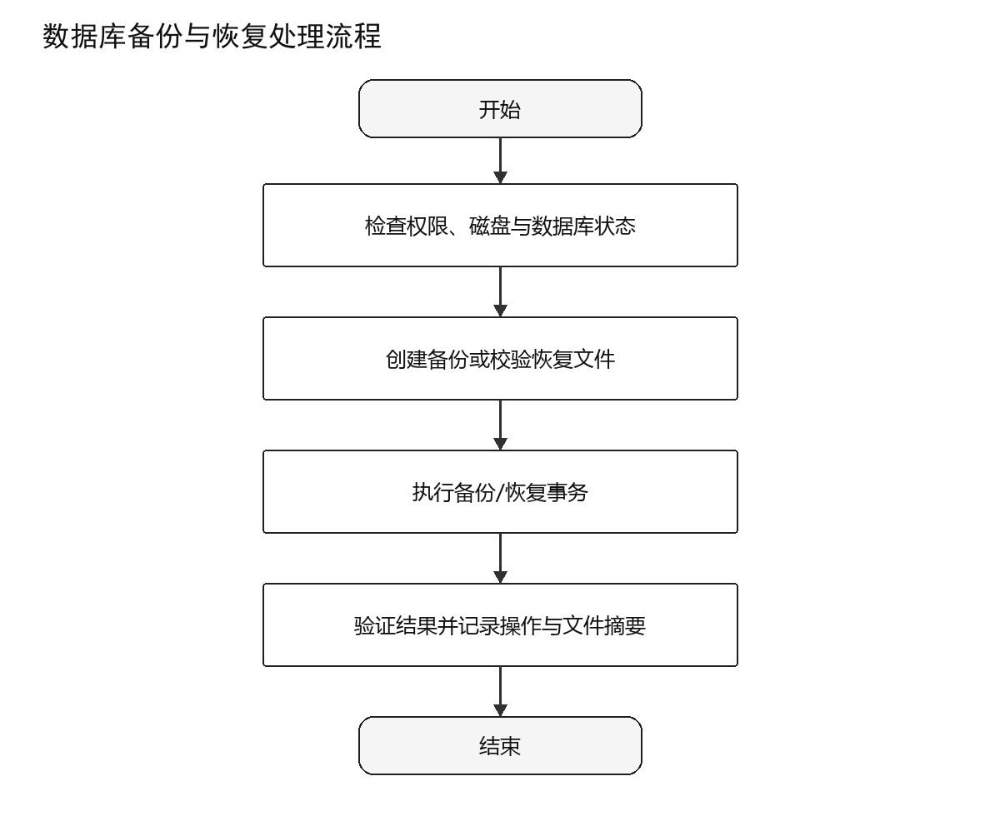 数据库备份与恢复处理流程
开始
检查权限、磁盘与数据库状态
创建备份或校验恢复文件
执行备份/恢复事务
验证结果并记录操作与文件摘要
结束